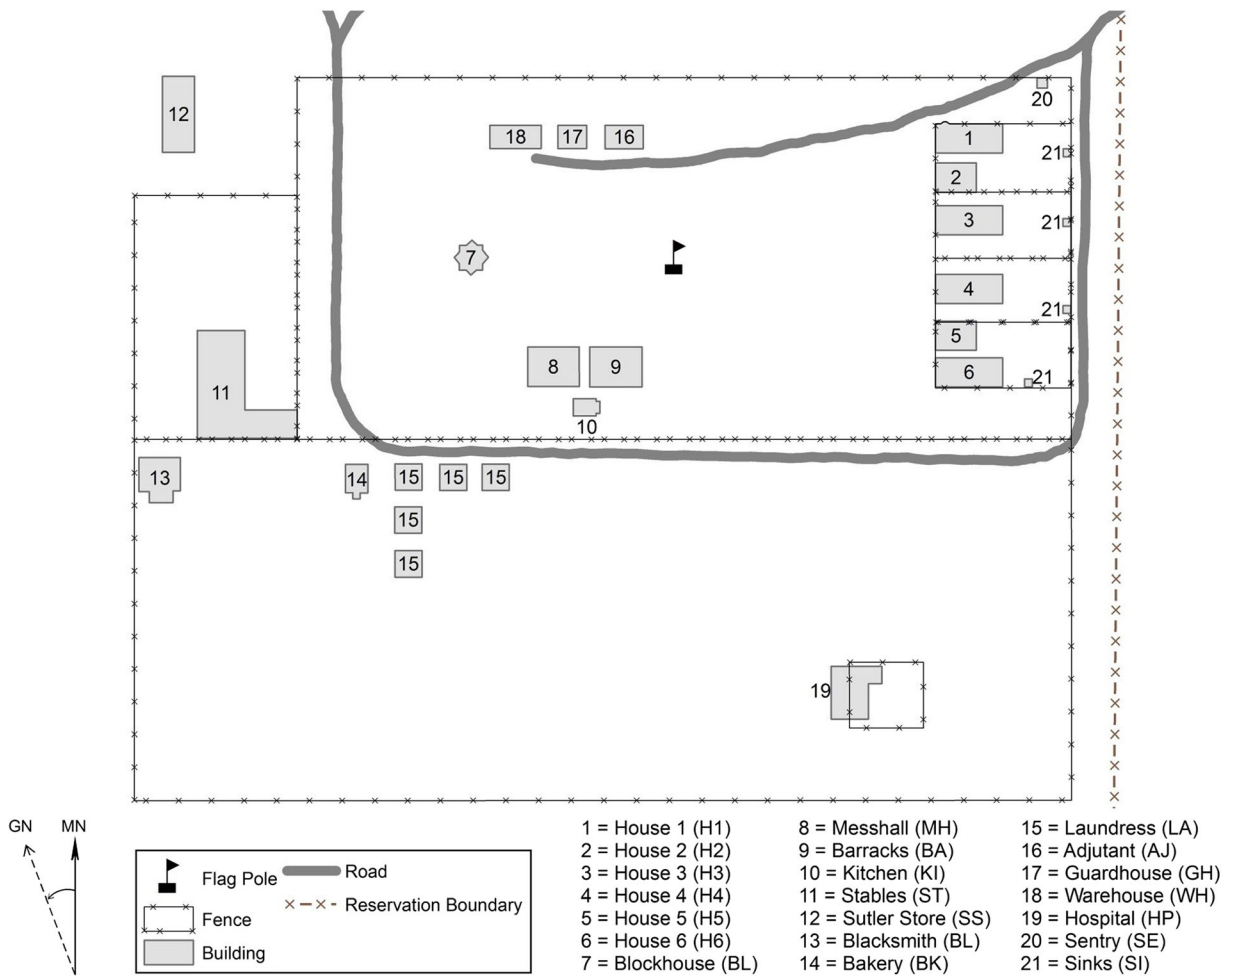 12
20
18 17 16
1
21
2
3
21
7
4
21
5
8 9
6
21
11
10
13
14
15 15 15
15
15
19
GN MN
Flag Pole
Road
Fence
Reservation Boundary
Building
1 = House 1 (H1)
2 = House 2 (H2)
3 = House 3 (H3)
4 = House 4 (H4)
5 = House 5 (H5)
6 = House 6 (H6)
7 = Blockhouse (BL)
8 = Messhall (MH)
9 = Barracks (BA)
10 = Kitchen (KI)
11 = Stables (ST)
12 = Sutler Store (SS)
13 = Blacksmith (BL)
14 = Bakery (BK)
15 = Laundress (LA)
16 = Adjutant (AJ)
17 = Guardhouse (GH)
18 = Warehouse (WH)
19 = Hospital (HP)
20 = Sentry (SE)
21 = Sinks (SI)